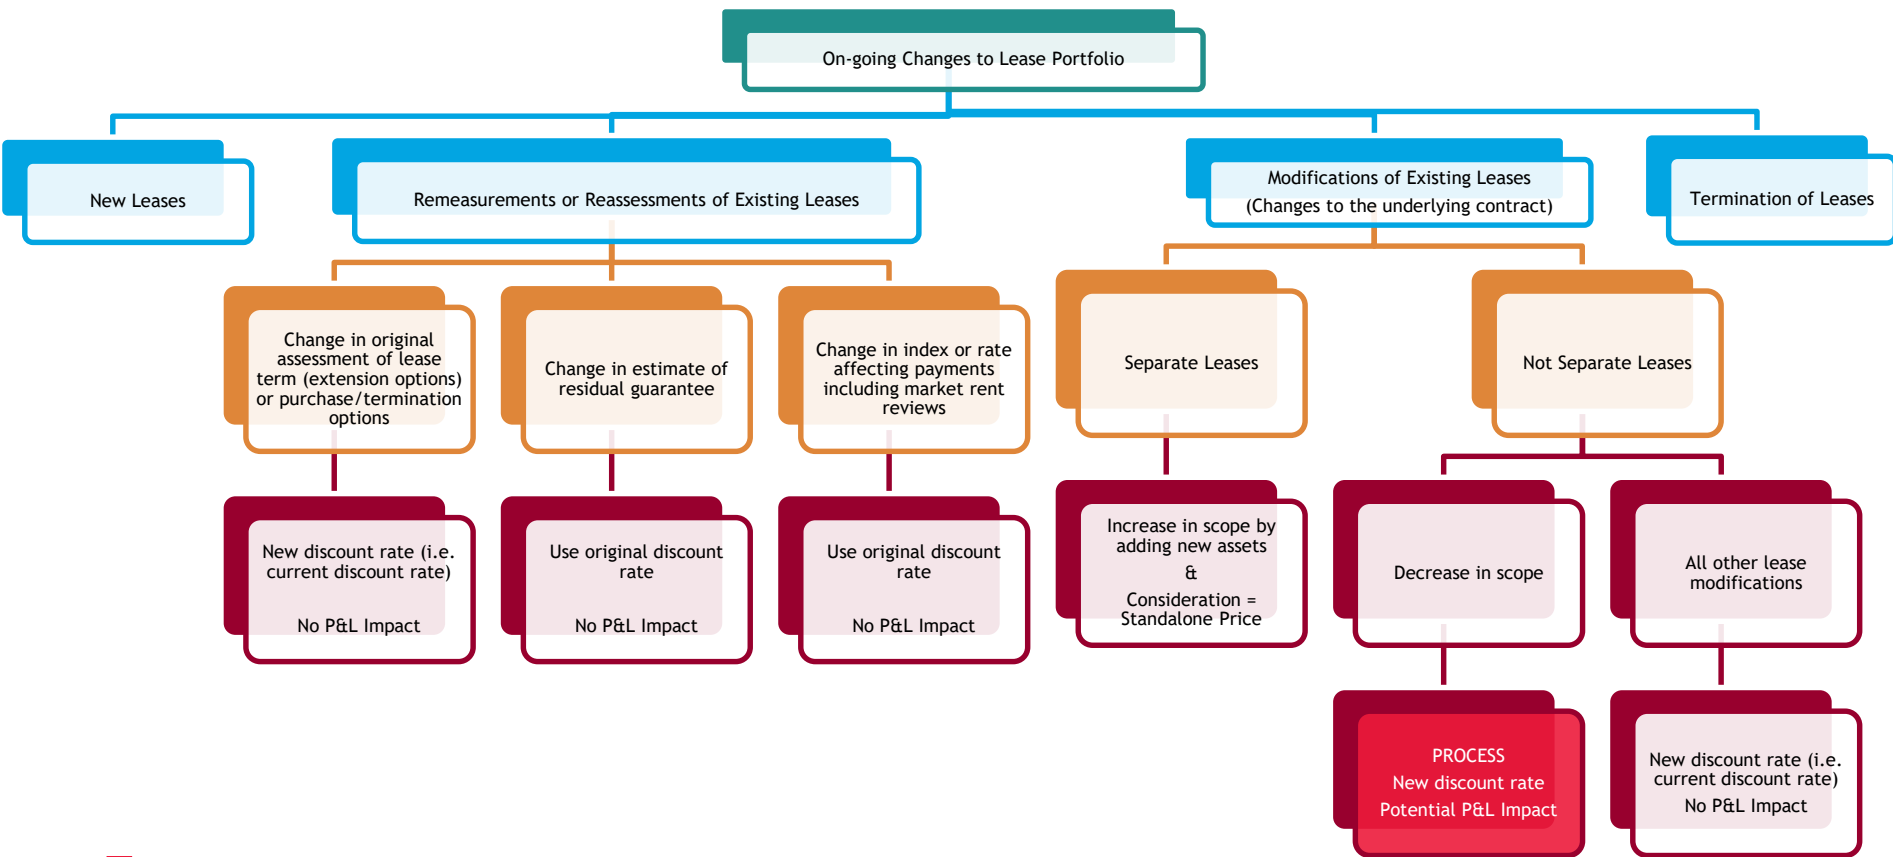 On-going Changes to Lease Portfolio
New Leases
Remeasurements or Reassessments of Existing Leases
Modifications of Existing Leases
(Changes to the underlying contract)
Termination of Leases
Change in original
assessment of lease
term (extension options)
or purchase/termination
options
Change in estimate of
residual guarantee
Change in index or rate
affecting payments
including market rent
reviews
Separate Leases
Not Separate Leases
New discount rate (i.e.
current discount rate)
No P&L Impact
Use original discount
rate
No P&L Impact
Use original discount
rate
No P&L Impact
Increase in scope by
adding new assets
&
Consideration =
Standalone Price
Decrease in scope
All other lease
modifications
PROCESS
New discount rate
Potential P&L Impact
New discount rate (i.e.
current discount rate)
No P&L Impact